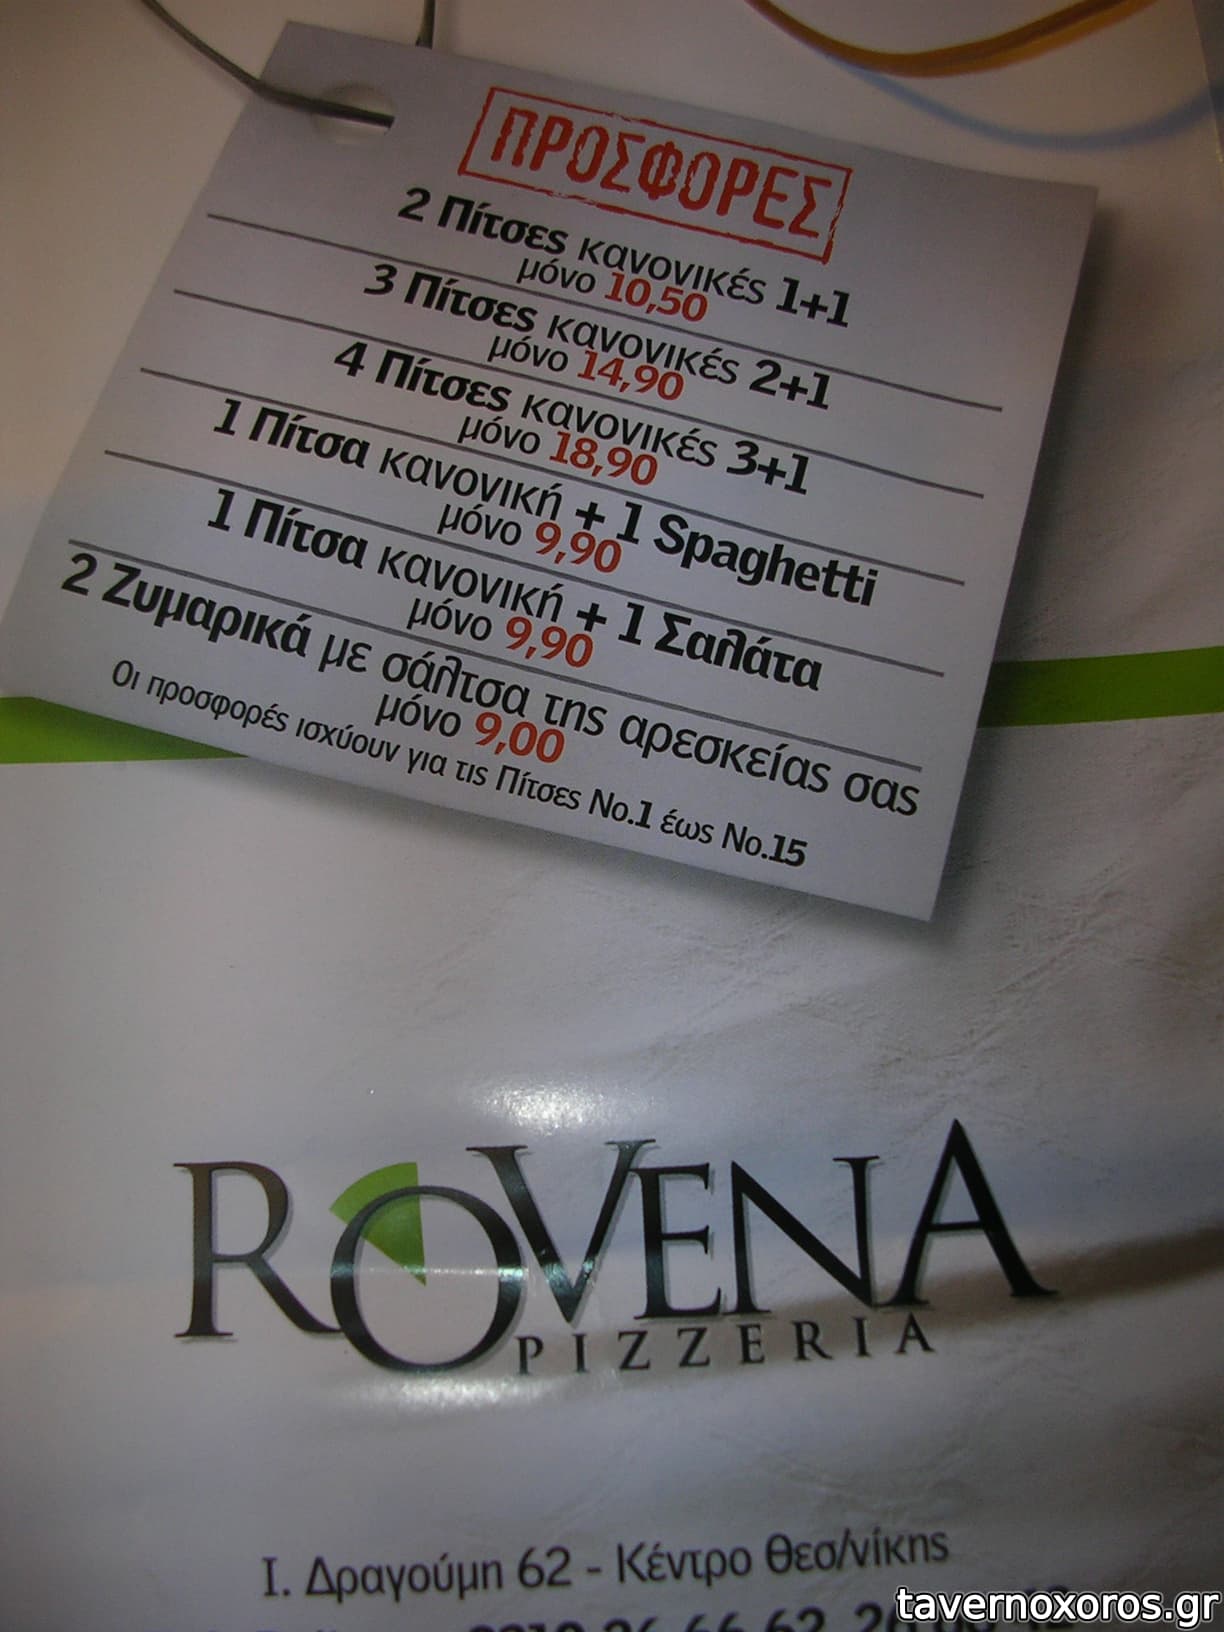 ΠΡΟΣΦΟΡΕΣ
2 Πίτσες κανονικές 1+1
μόνο 10,50
3 Πίτσες κανονικές 2+1
μόνο 14,90
4 Πίτσες κανονικές 3+1
μόνο 18,90
1 Πίτσα κανονική + 1 Spaghetti
μόνο 9,90
1 Πίτσα κανονική + 1 Σαλάτα
μόνο 9,90
2 Ζυμαρικά με σάλτσα της αρεσκείας σας
μόνο 9,00
Οι προσφορές ισχύουν για τις Πίτσες Νο.1 έως Νο.15
ROVENA
PIZZERIA
Ι. Δραγούμη 62 - Κέντρο Θεσ/νίκης
tavernoxoros.gr